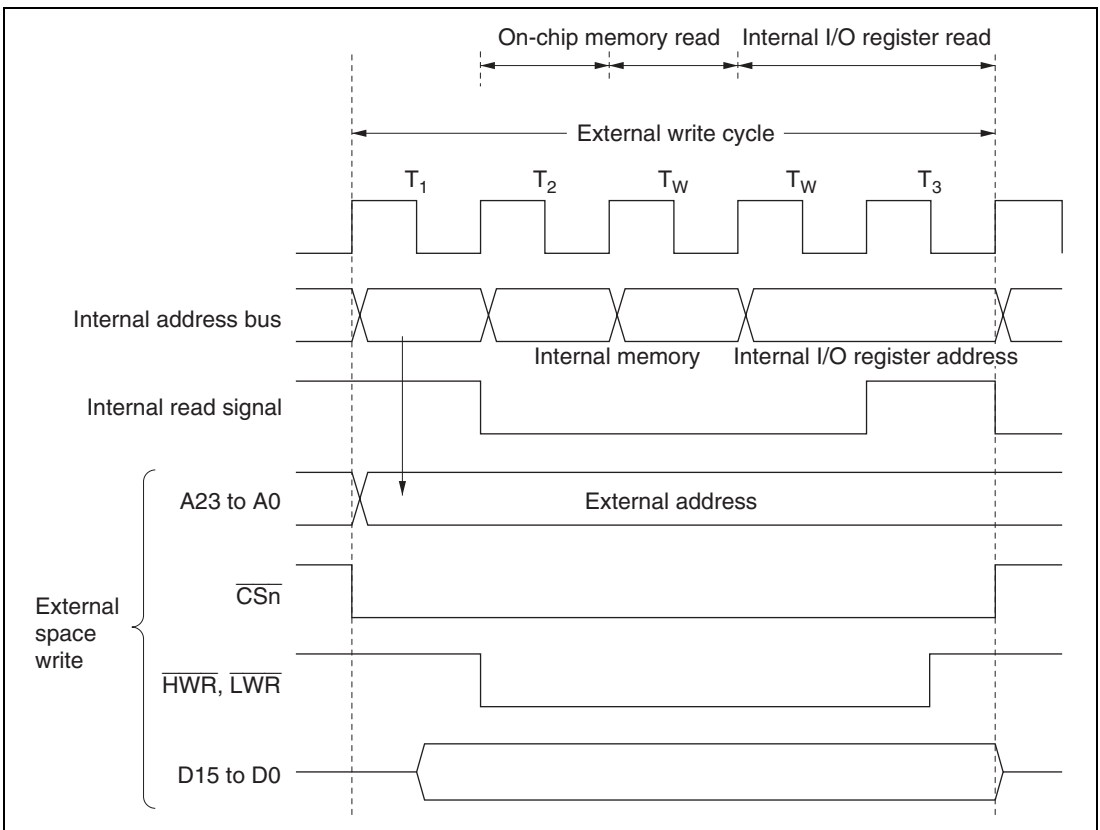 On-chip memory read Internal I/O register read
External write cycle
T1 T2 TW TW T3
Internal address bus
Internal memory Internal I/O register address
Internal read signal
A23 to A0 External address
CSn
External
space
write
HWR, LWR
D15 to D0